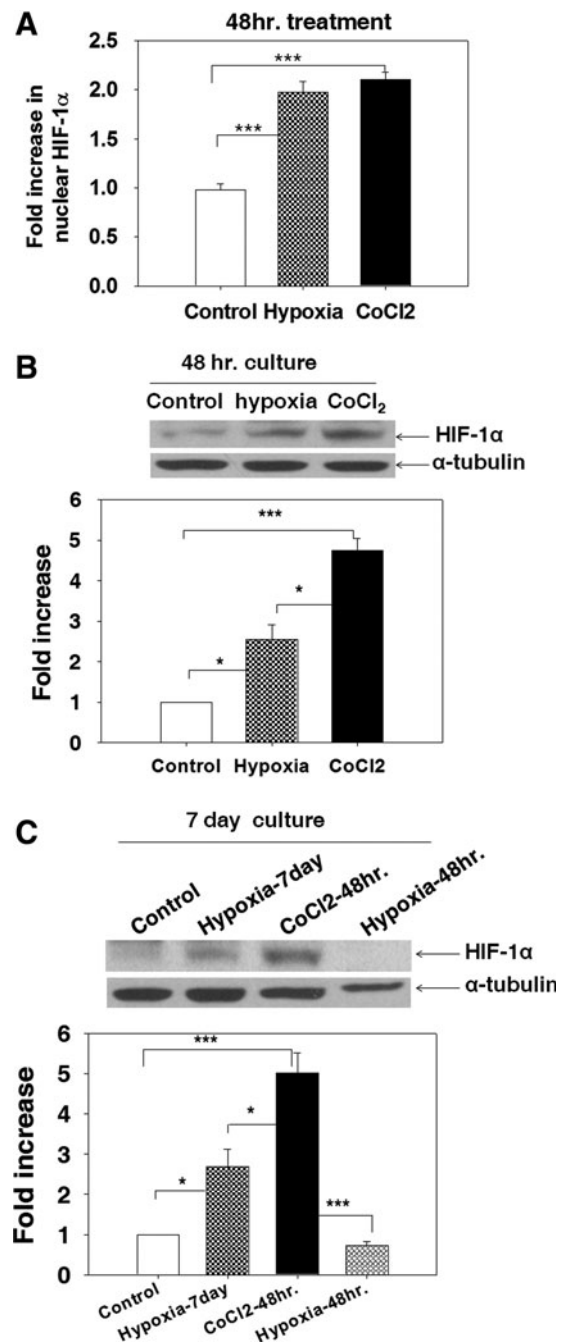 A
48hr. treatment
Fold increase in
nuclear HIF-1α
2.5
2.0
1.5
1.0
0.5
0.0
***
***
Control Hypoxia CoCl2
B
48 hr. culture
Control hypoxia CoCl₂
HIF-1α
α-tubulin
Fold increase
6
5
4
3
2
1
0
***
*
*
Control Hypoxia CoCl2
C
7 day culture
Control
Hypoxia-7day
CoCl2-48hr.
Hypoxia-48hr.
HIF-1α
α-tubulin
Fold increase
6
5
4
3
2
1
0
***
*
*
***
Control
Hypoxia-7day
CoCl2-48hr.
Hypoxia-48hr.